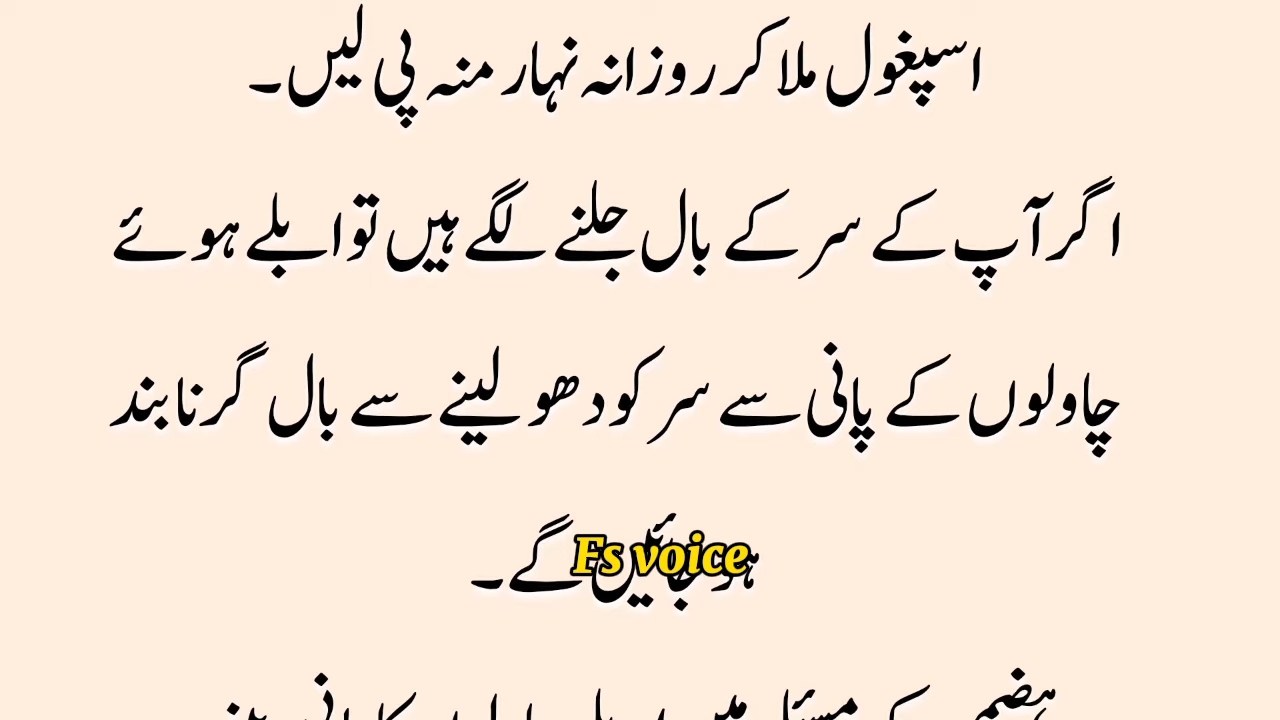 اسپغول ملا کر روزانہ نہار منہ پی لیں۔
اگر آپ کے سر کے بال جلنے لگے ہیں تو ابلے ہوئے
چاولوں کے پانی سے سر کو دھو لینے سے بال گرنا بند
ہو جائیں گے۔
Fs voice